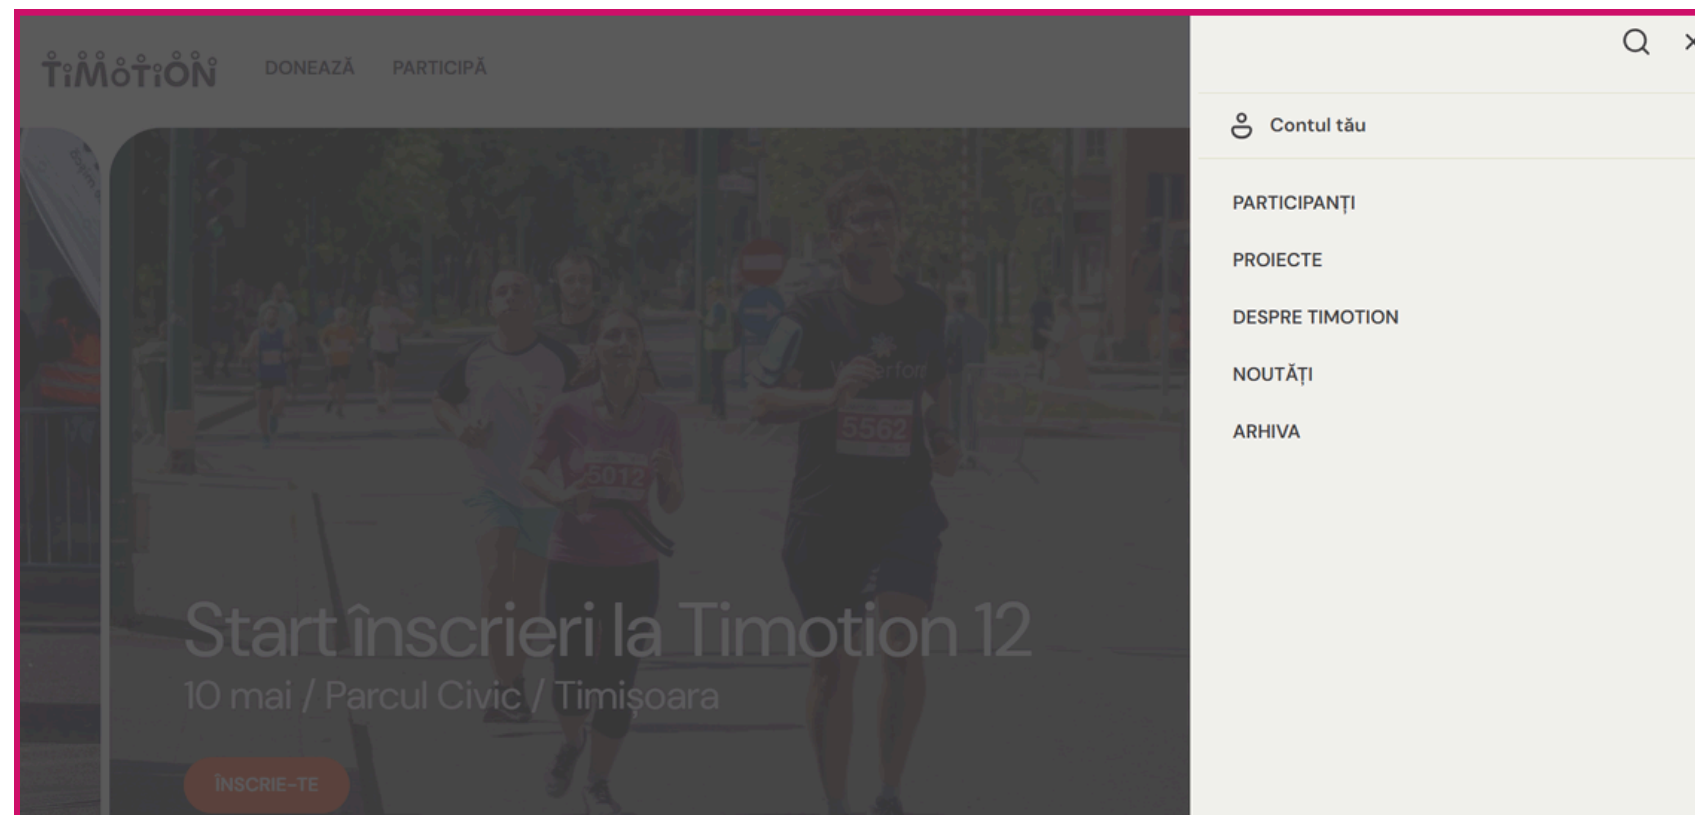 TiMOTiON
DONEAZĂ
PARTICIPĂ
Contul tău
PARTICIPANȚI
PROIECTE
DESPRE TIMOTION
NOUTĂȚI
ARHIVA
5562
5012
Start înscrieri la Timotion 12
10 mai / Parcul Civic / Timișoara
ÎNSCRIE-TE